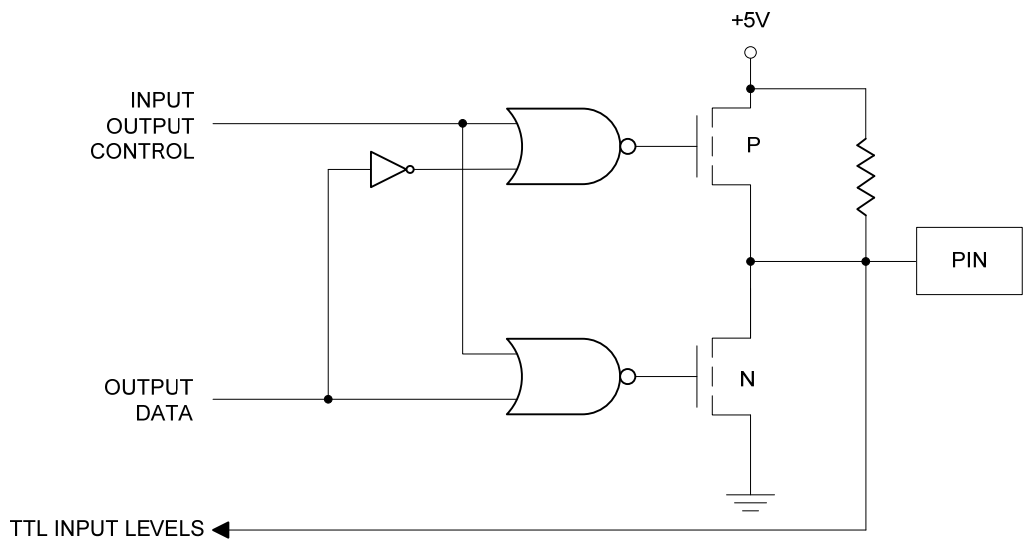 +5V
INPUT
OUTPUT
CONTROL
P
PIN
N
OUTPUT
DATA
TTL INPUT LEVELS